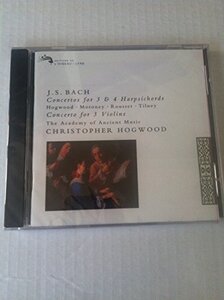 J.S. BACH
Concertos for 3 & 4 Harpsichords
Hogwood · Moroney · Rousset · Tilney
Concerto for 3 Violins
The Academy of Ancient Music
CHRISTOPHER HOGWOOD